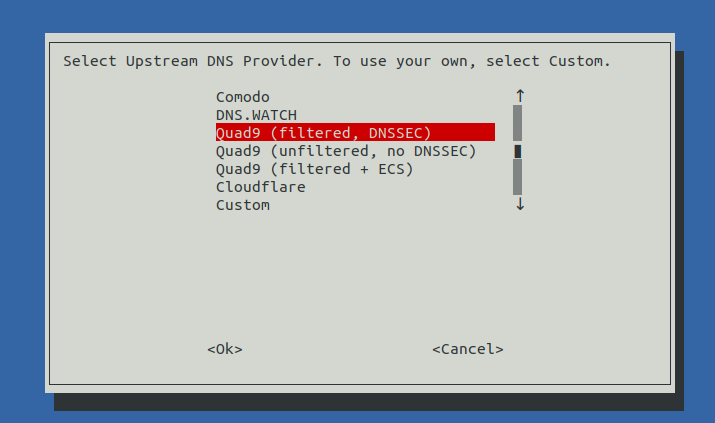 Select Upstream DNS Provider. To use your own, select Custom.
Comodo
DNS.WATCH
Quad9 (filtered, DNSSEC)
Quad9 (unfiltered, no DNSSEC)
Quad9 (filtered + ECS)
Cloudflare
Custom
<Ok> <Cancel>